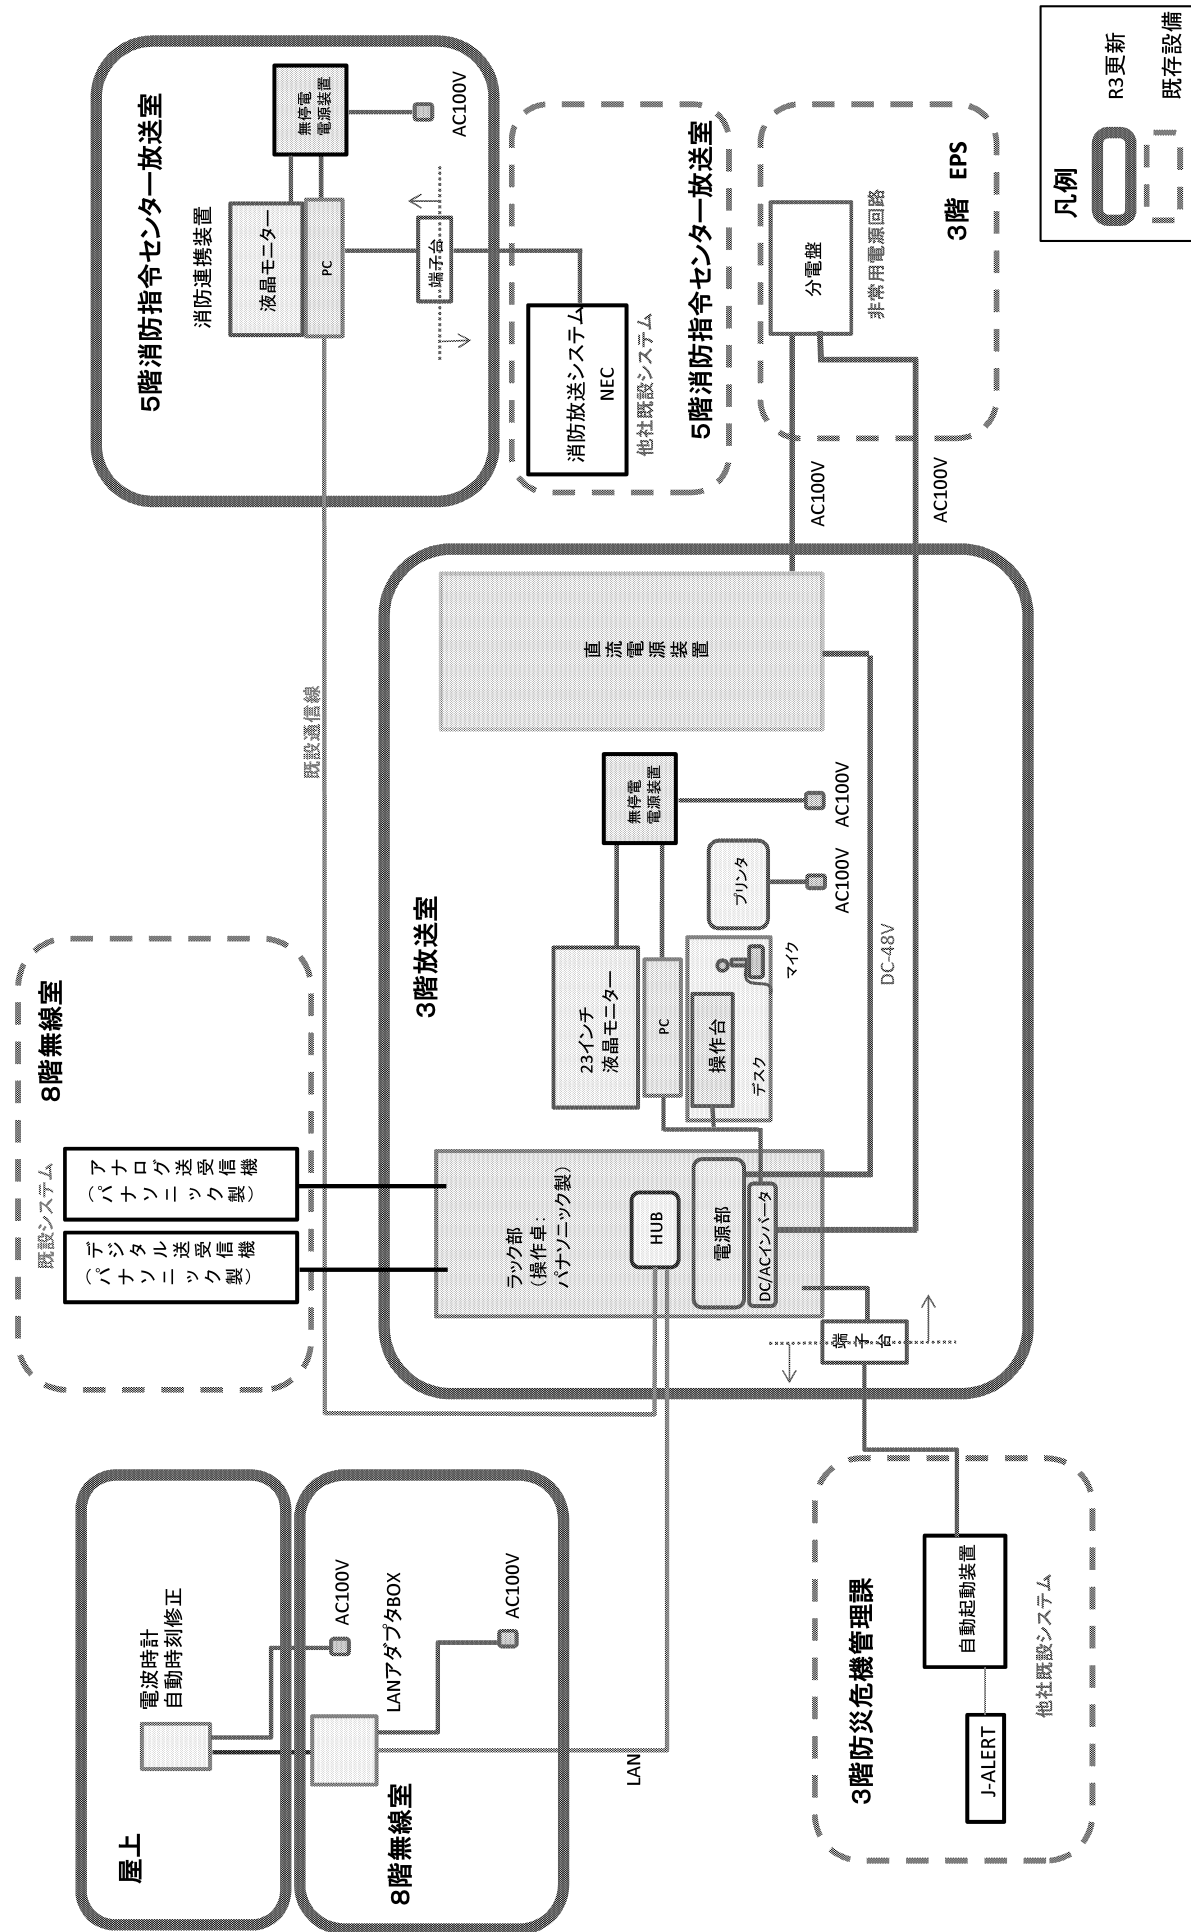 屋上
電波時計
自動時刻修正
AC100V
8階無線室
LANアダプタBOX
AC100V
LAN
3階防災危機管理課
J-ALERT
自動起動装置
他社既設システム
8階無線室
既設システム
デジタル送受信機
（パナソニック製）
アナログ送受信機
（パナソニック製）
既設通信線
3階放送室
ラック部
（操作卓：
パナソニック製）
HUB
電源部
DC/ACインバータ
端子台
23インチ
液晶モニター
PC
操作台
デスク
マイク
プリンタ
AC100V
無停電
電源装置
AC100V
直流電源装置
DC-48V
AC100V
AC100V
5階消防指令センター放送室
消防連携装置
液晶モニター
PC
無停電
電源装置
AC100V
端子台
5階消防指令センター放送室
消防放送システム
NEC
他社既設システム
3階 EPS
分電盤
非常用電源回路
凡例
R3更新
既存設備